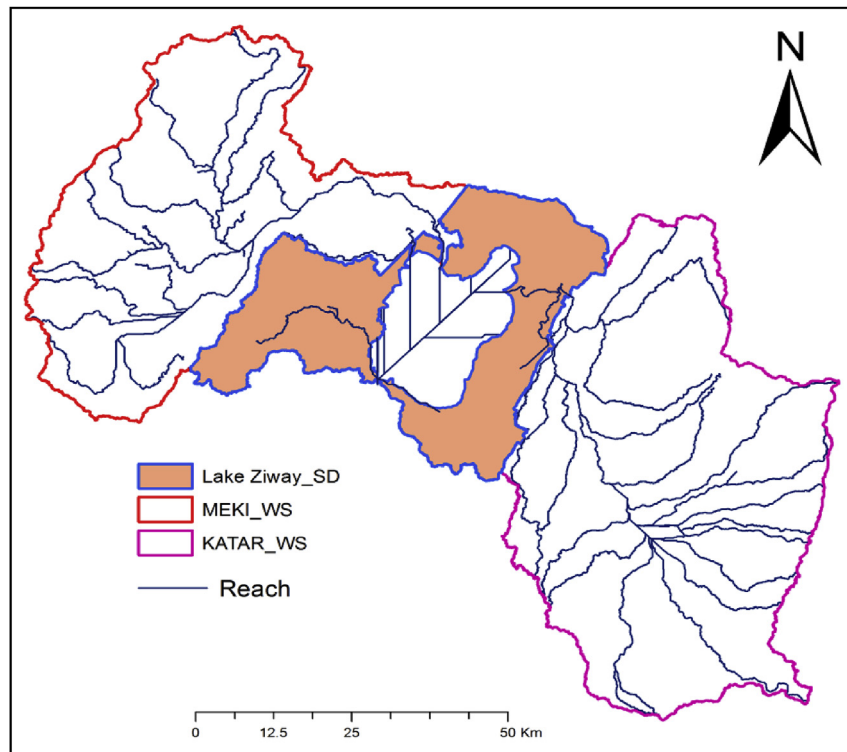 N
Lake Ziway_SD
MEKI_WS
KATAR_WS
Reach
0 12.5 25 50 Km